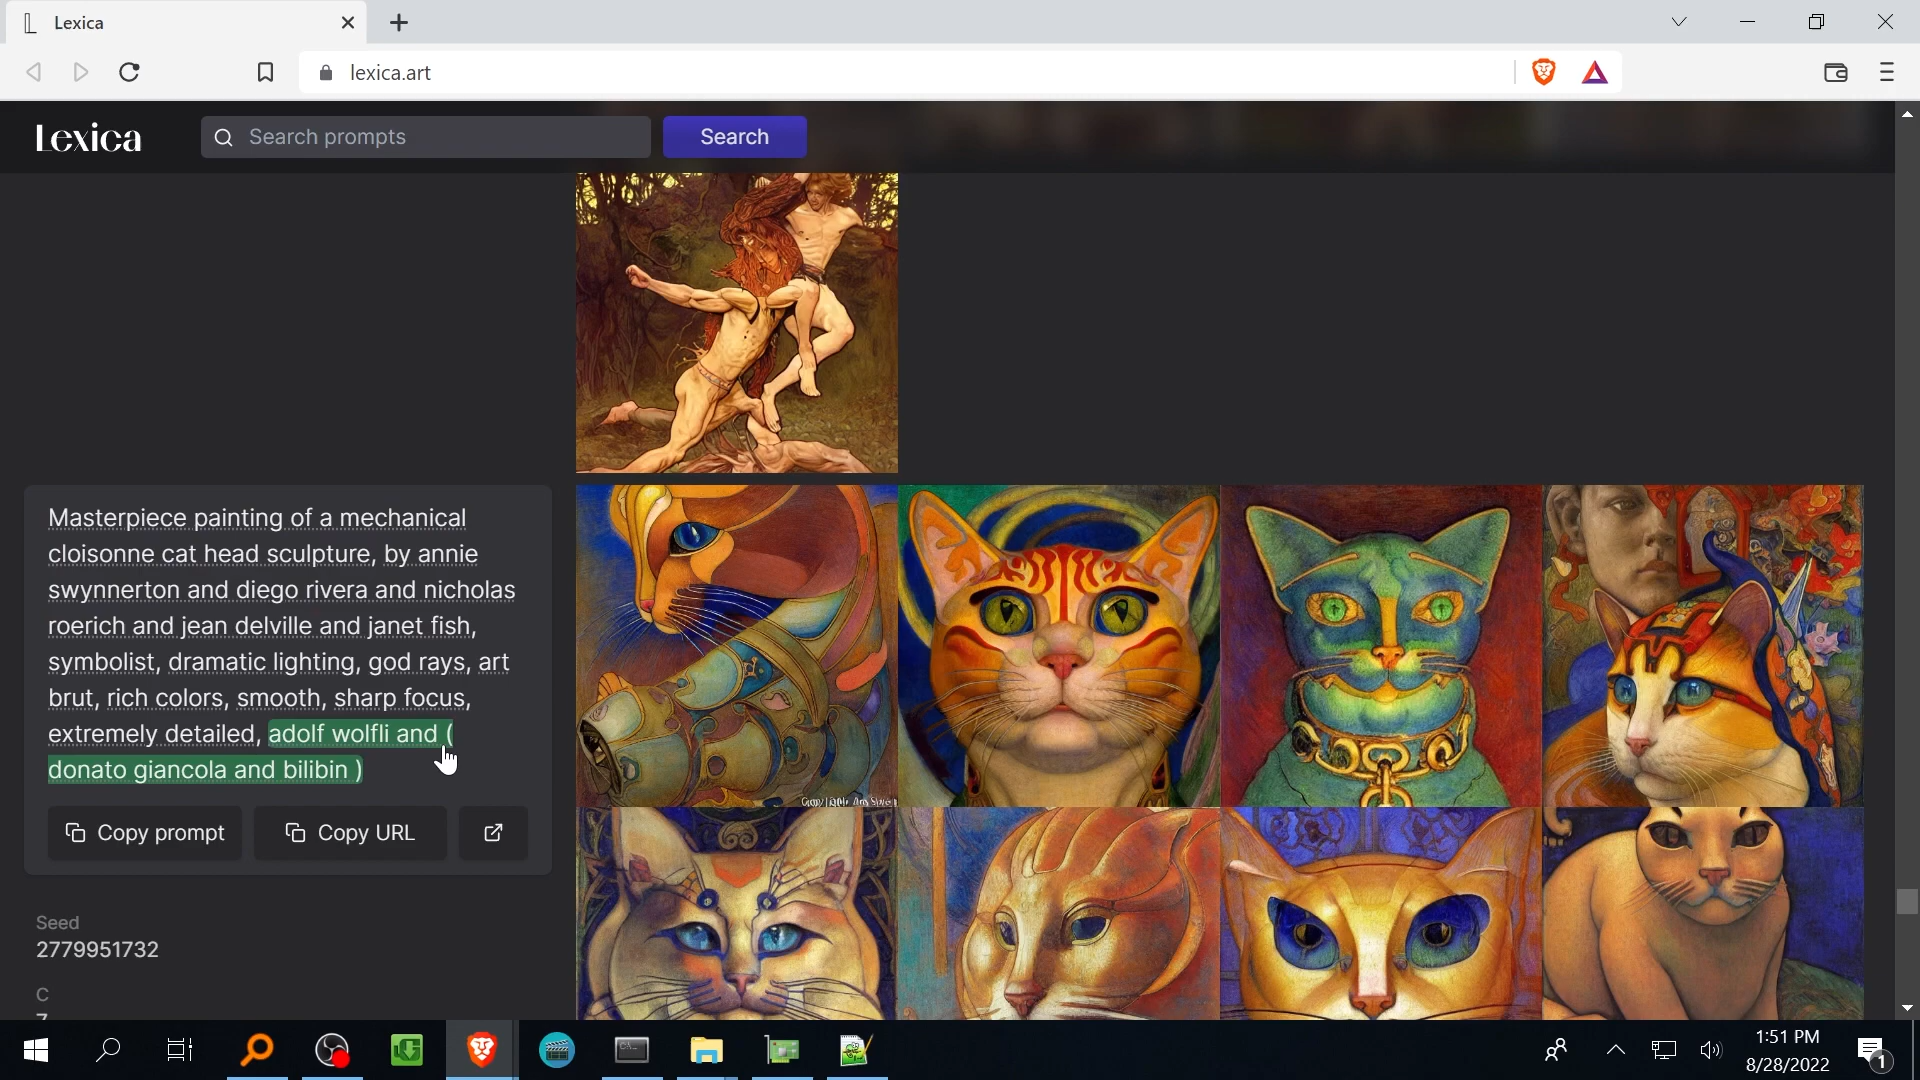 Lexica
lexica.art
Lexica
Search prompts
Search
Masterpiece painting of a mechanical
cloisonne cat head sculpture, by annie
swynnerton and diego rivera and nicholas
roerich and jean delville and janet fish,
symbolist, dramatic lighting, god rays, art
brut, rich colors, smooth, sharp focus,
extremely detailed, adolf wolfli and (
donato giancola and bilibin )
Copy prompt
Copy URL
Seed
2779951732
C
7
1:51 PM
8/28/2022
1